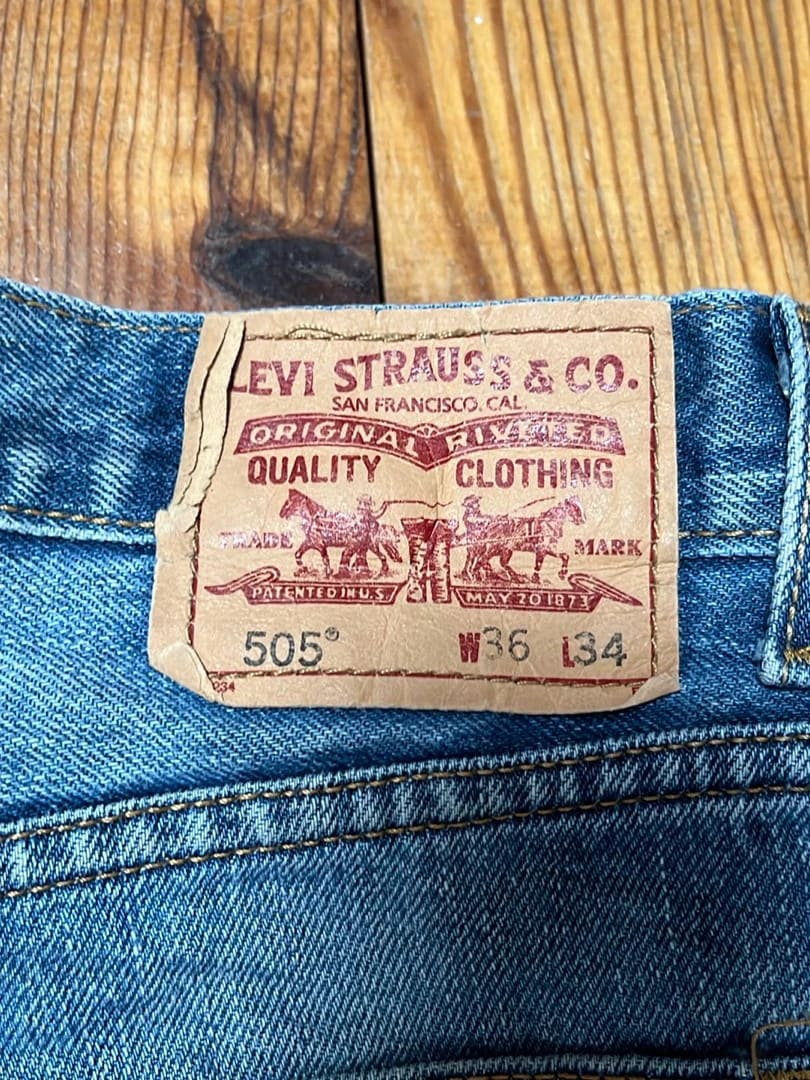 LEVI STRAUSS & CO.
SAN FRANCISCO, CAL
ORIGINAL RIVETED
QUALITY CLOTHING
TRADE MARK
PATENTED IN U.S. MAY 20 1873
505® W36 L34